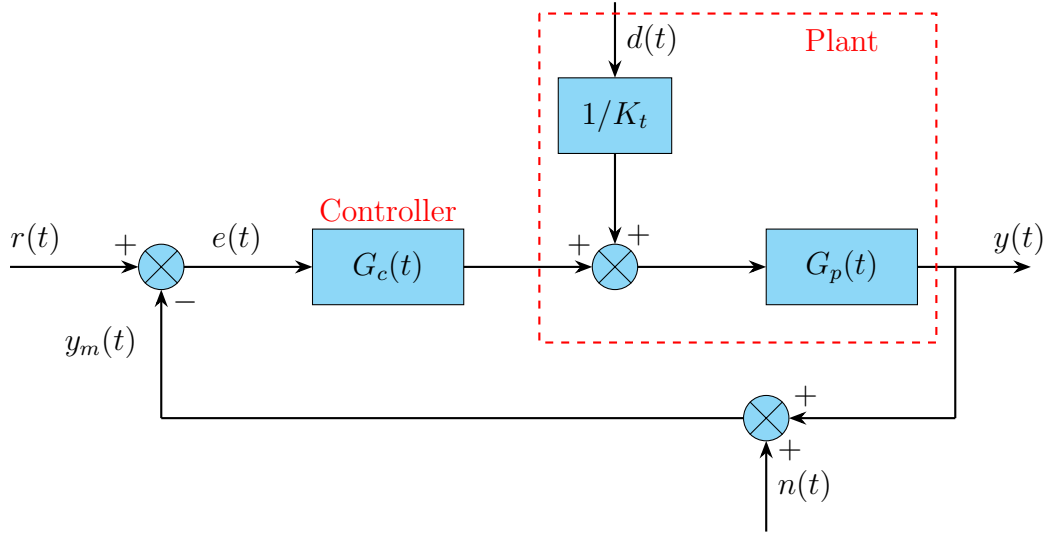 d(t)
Plant
1/K_t
Controller
r(t)
+
e(t)
G_c(t)
+
+
G_p(t)
y(t)
−
y_m(t)
+
+
n(t)